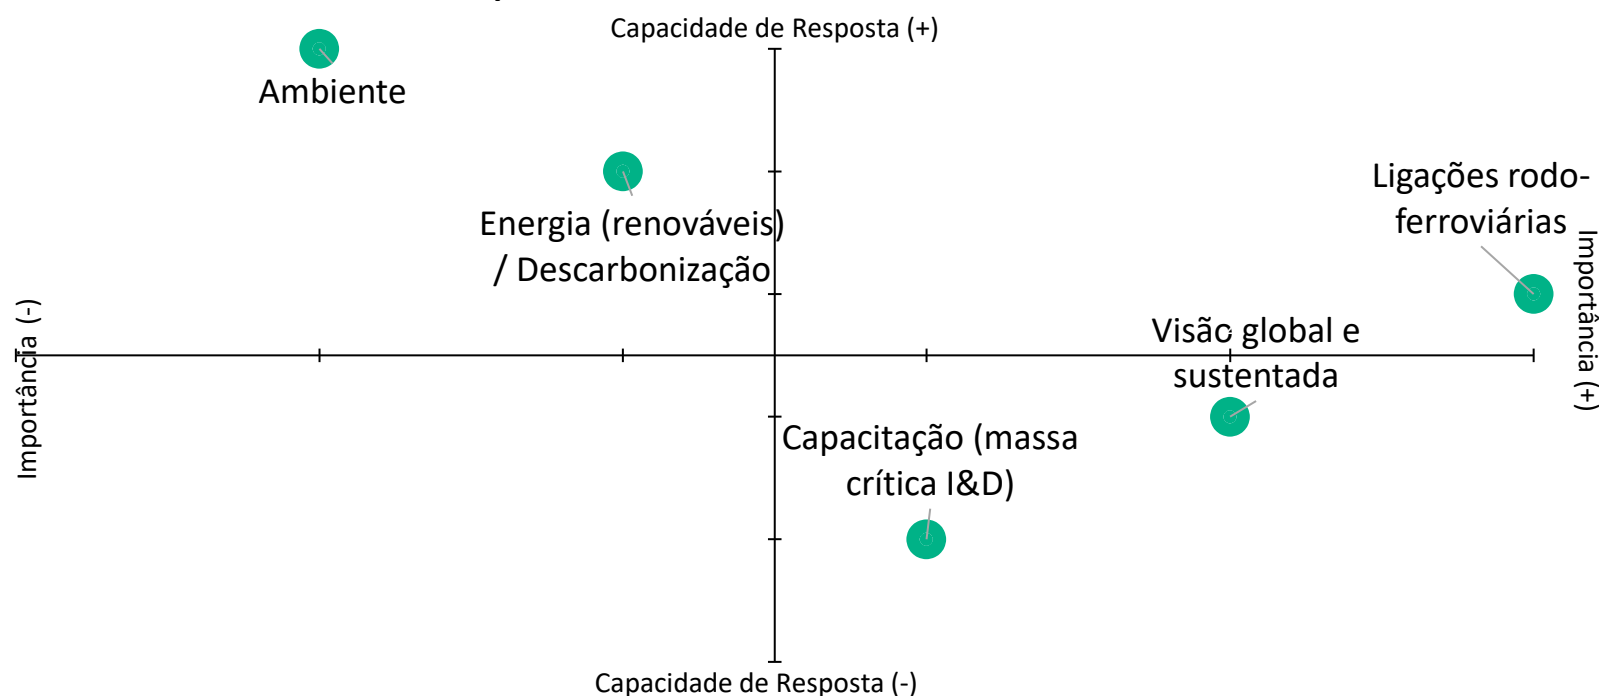 Capacidade de Resposta (+)
Ambiente
Ligações rodo-
ferroviárias
Energia (renováveis)
/ Descarbonização
Importância (-)
Importância (+)
Visão global e
sustentada
Capacitação (massa
crítica I&D)
Capacidade de Resposta (-)